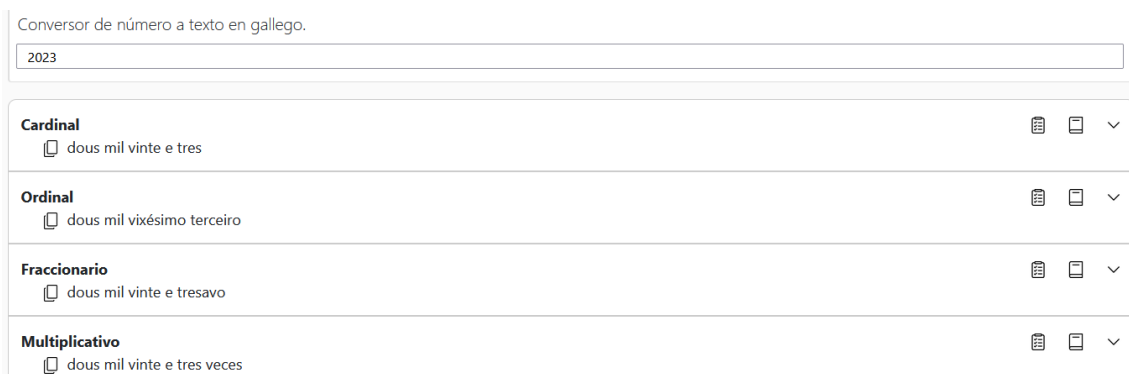 Conversor de número a texto en gallego.
2023
Cardinal
dous mil vinte e tres
Ordinal
dous mil vixésimo terceiro
Fraccionario
dous mil vinte e tresavo
Multiplicativo
dous mil vinte e tres veces